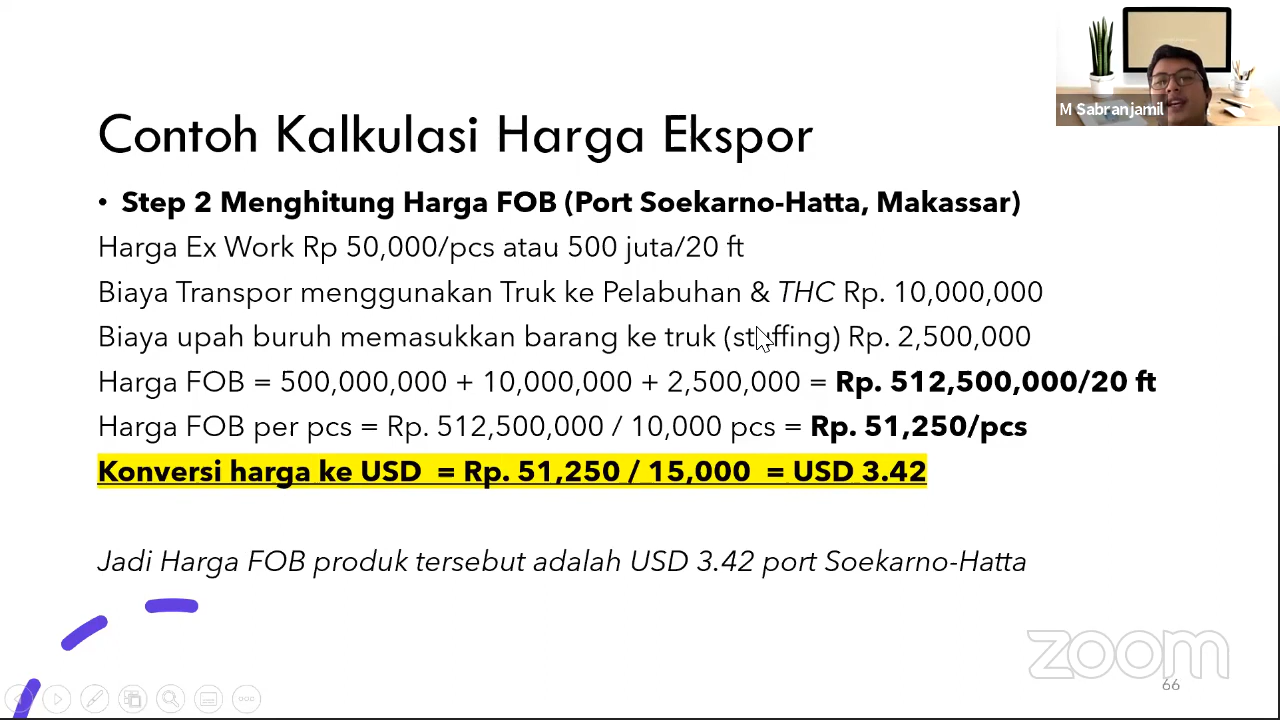 M Sabranjamil
Contoh Kalkulasi Harga Ekspor
• Step 2 Menghitung Harga FOB (Port Soekarno-Hatta, Makassar)
Harga Ex Work Rp 50,000/pcs atau 500 juta/20 ft
Biaya Transpor menggunakan Truk ke Pelabuhan & THC Rp. 10,000,000
Biaya upah buruh memasukkan barang ke truk (stuffing) Rp. 2,500,000
Harga FOB = 500,000,000 + 10,000,000 + 2,500,000 = Rp. 512,500,000/20 ft
Harga FOB per pcs = Rp. 512,500,000 / 10,000 pcs = Rp. 51,250/pcs
Konversi harga ke USD = Rp. 51,250 / 15,000 = USD 3.42
Jadi Harga FOB produk tersebut adalah USD 3.42 port Soekarno-Hatta
zoom
66